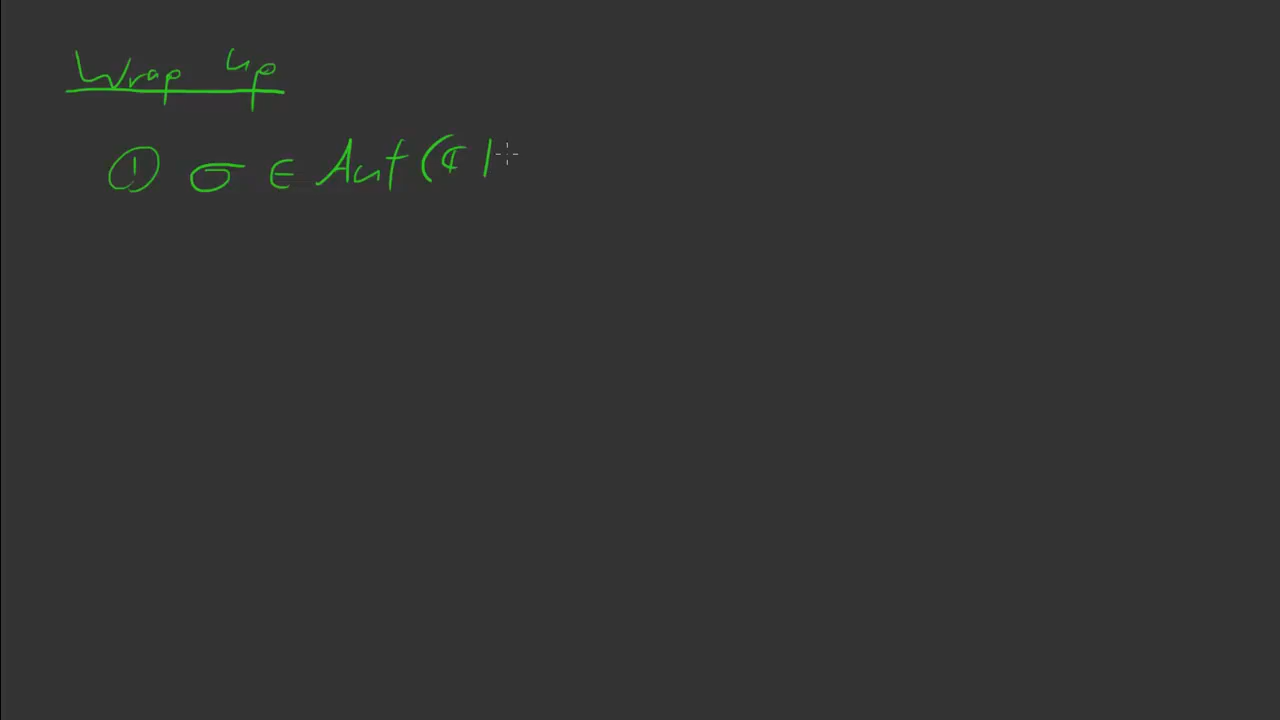 Wrap up
① σ ∈ Aut (ℂ |